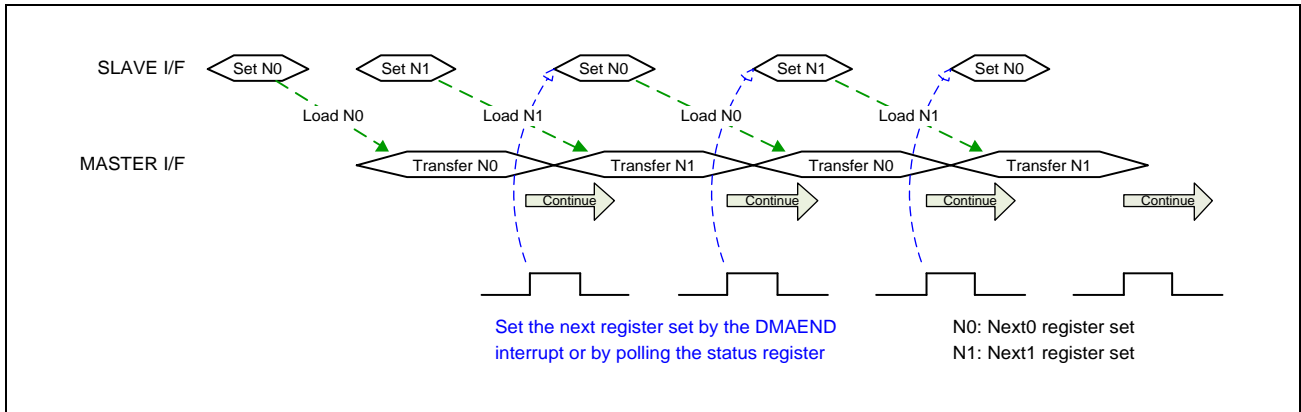 SLAVE I/F Set N0 Set N1 Set N0 Set N1 Set N0
Load N0 Load N1 Load N0 Load N1
MASTER I/F Transfer N0 Transfer N1 Transfer N0 Transfer N1
Continue Continue Continue Continue
Set the next register set by the DMAEND
interrupt or by polling the status register
N0: Next0 register set
N1: Next1 register set